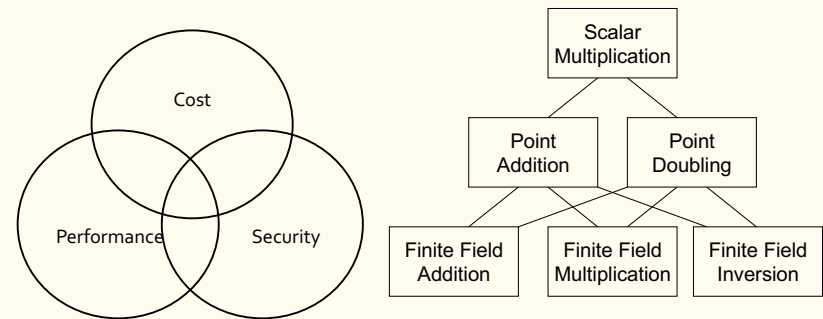 Cost
Performance
Security
Scalar
Multiplication
Point
Addition
Point
Doubling
Finite Field
Addition
Finite Field
Multiplication
Finite Field
Inversion